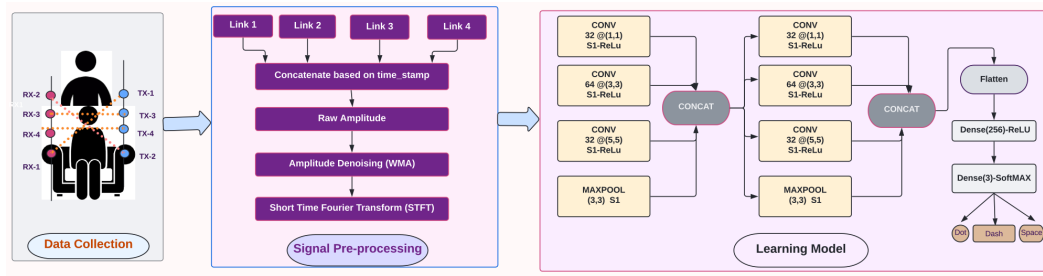 RX-2
RX-3
RX-4
RX-1
TX-1
TX-3
TX-4
TX-2
Data Collection
Link 1
Link 2
Link 3
Link 4
Concatenate based on time_stamp
Raw Amplitude
Amplitude Denoising (WMA)
Short Time Fourier Transform (STFT)
Signal Pre-processing
CONV
32 @(1,1)
S1-ReLu
CONV
64 @(3,3)
S1-ReLu
CONV
32 @(5,5)
S1-ReLu
MAXPOOL
(3,3) S1
CONCAT
CONV
32 @(1,1)
S1-ReLu
CONV
64 @(3,3)
S1-ReLu
CONV
32 @(5,5)
S1-ReLu
MAXPOOL
(3,3) S1
CONCAT
Flatten
Dense(256)-ReLU
Dense(3)-SoftMAX
Dot
Dash
Space
Learning Model